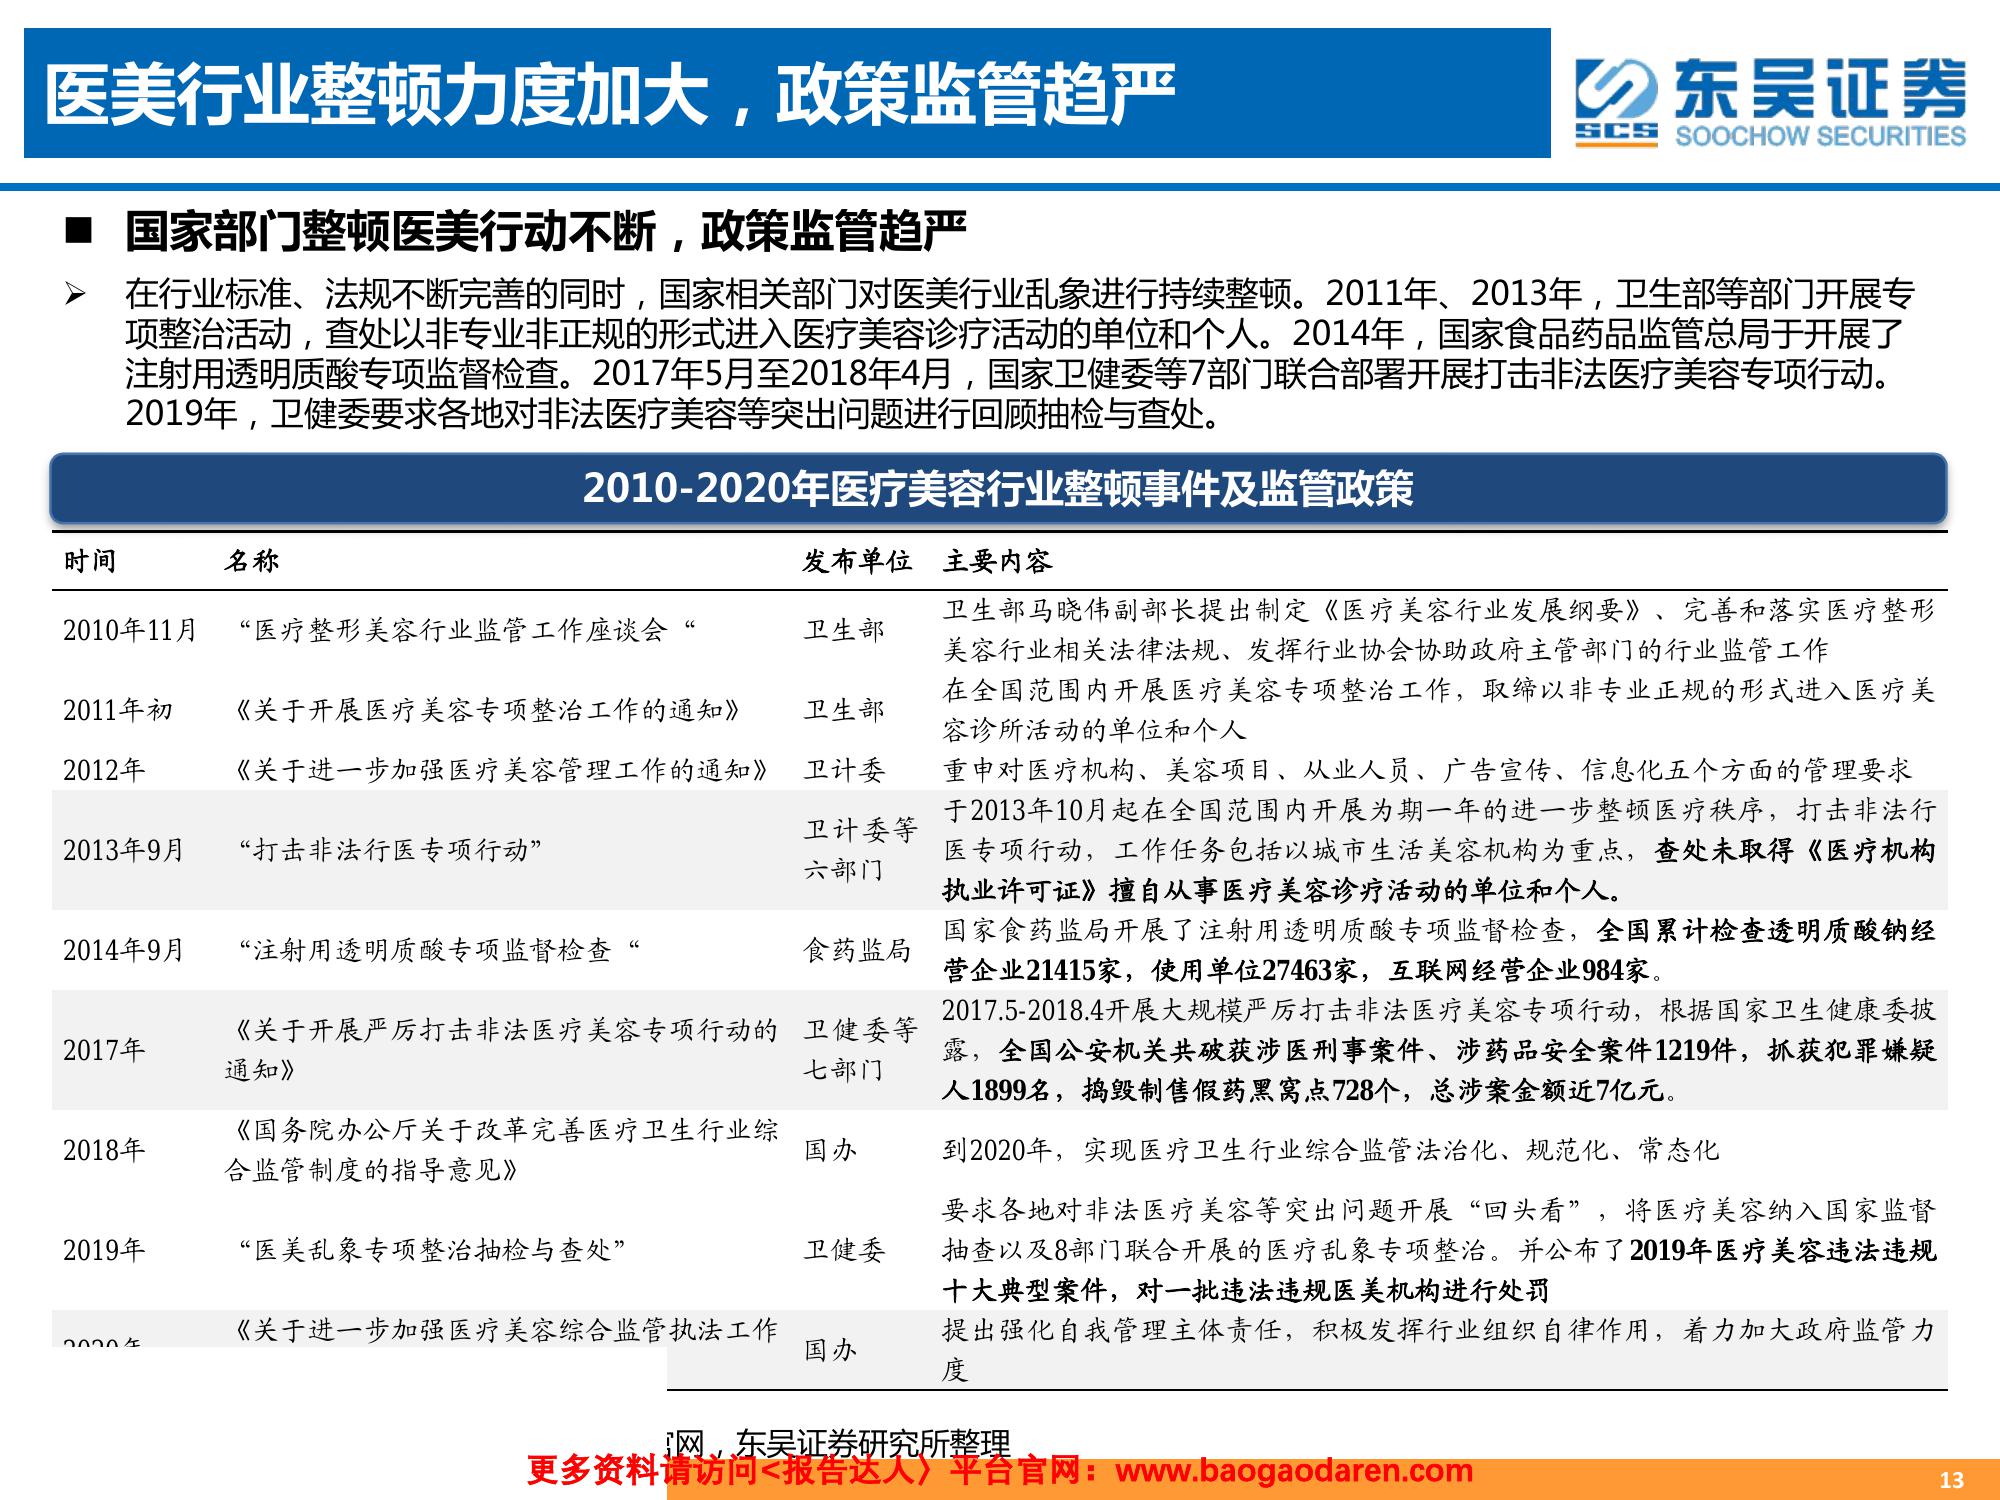 医美行业整顿力度加大，政策监管趋严
东吴证券
SCS
SOOCHOW SECURITIES
■ 国家部门整顿医美行动不断，政策监管趋严
➢ 在行业标准、法规不断完善的同时，国家相关部门对医美行业乱象进行持续整顿。2011年、2013年，卫生部等部门开展专
项整治活动，查处以非专业非正规的形式进入医疗美容诊疗活动的单位和个人。2014年，国家食品药品监管总局于开展了
注射用透明质酸专项监督检查。2017年5月至2018年4月，国家卫健委等7部门联合部署开展打击非法医疗美容专项行动。
2019年，卫健委要求各地对非法医疗美容等突出问题进行回顾抽检与查处。
2010-2020年医疗美容行业整顿事件及监管政策
时间 名称 发布单位 主要内容
2010年11月 “医疗整形美容行业监管工作座谈会“ 卫生部
卫生部马晓伟副部长提出制定《医疗美容行业发展纲要》、完善和落实医疗整形
美容行业相关法律法规、发挥行业协会协助政府主管部门的行业监管工作
2011年初 《关于开展医疗美容专项整治工作的通知》 卫生部
在全国范围内开展医疗美容专项整治工作，取缔以非专业正规的形式进入医疗美
容诊所活动的单位和个人
2012年 《关于进一步加强医疗美容管理工作的通知》 卫计委 重申对医疗机构、美容项目、从业人员、广告宣传、信息化五个方面的管理要求
2013年9月 “打击非法行医专项行动”
卫计委等
六部门
于2013年10月起在全国范围内开展为期一年的进一步整顿医疗秩序，打击非法行
医专项行动，工作任务包括以城市生活美容机构为重点，查处未取得《医疗机构
执业许可证》擅自从事医疗美容诊疗活动的单位和个人。
2014年9月 “注射用透明质酸专项监督检查“ 食药监局
国家食药监局开展了注射用透明质酸专项监督检查，全国累计检查透明质酸钠经
营企业21415家，使用单位27463家，互联网经营企业984家。
2017年
《关于开展严厉打击非法医疗美容专项行动的
通知》
卫健委等
七部门
2017.5-2018.4开展大规模严厉打击非法医疗美容专项行动，根据国家卫生健康委披
露，全国公安机关共破获涉医刑事案件、涉药品安全案件1219件，抓获犯罪嫌疑
人1899名，捣毁制售假药黑窝点728个，总涉案金额近7亿元。
2018年
《国务院办公厅关于改革完善医疗卫生行业综
合监管制度的指导意见》
国办 到2020年，实现医疗卫生行业综合监管法治化、规范化、常态化
2019年 “医美乱象专项整治抽检与查处” 卫健委
要求各地对非法医疗美容等突出问题开展“回头看”，将医疗美容纳入国家监督
抽查以及8部门联合开展的医疗乱象专项整治。并公布了2019年医疗美容违法违规
十大典型案件，对一批违法违规医美机构进行处罚
2020年
《关于进一步加强医疗美容综合监管执法工作
国办
提出强化自我管理主体责任，积极发挥行业组织自律作用，着力加大政府监管力
度
官网，东吴证券研究所整理
更多资料请访问<报告达人〉平台官网：www.baogaodaren.com
13